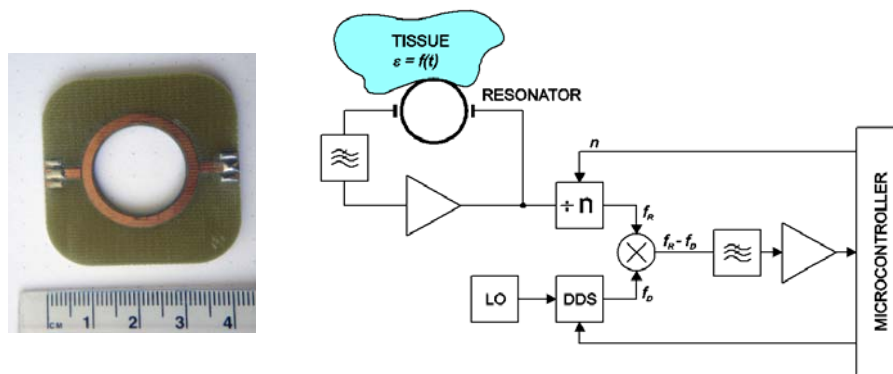 TISSUE
ε = f(t)
RESONATOR
n
÷ n
f_R
f_R - f_D
LO
DDS
f_D
MICROCONTROLLER
CM 1 2 3 4